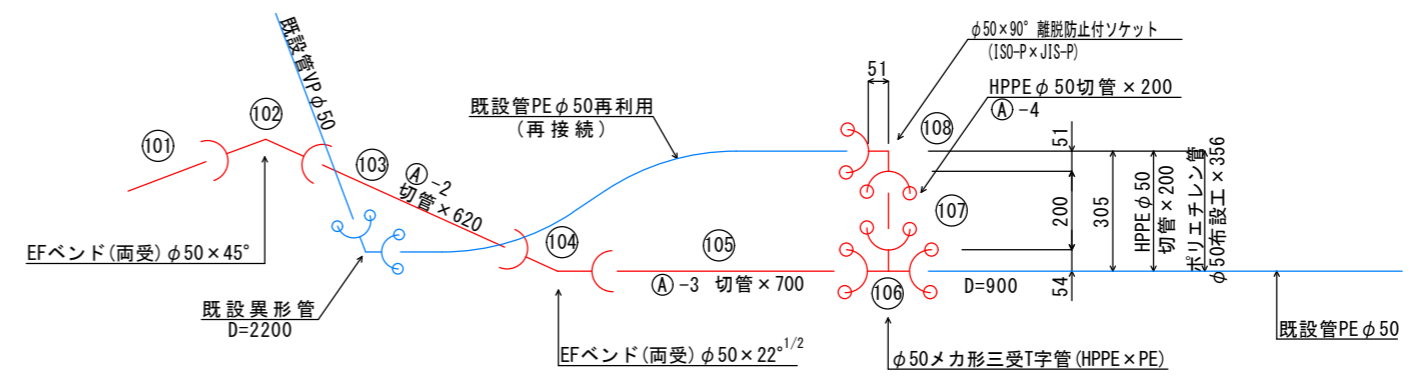 φ50×90° 離脱防止付ソケット
(ISO-P×JIS-P)
51
HPPEφ50切管×200
Ⓐ-4
既設管VPφ50
既設管PEφ50再利用
(再接続)
101
102
103
Ⓐ-2
切管×620
104
105
Ⓐ-3 切管×700
106
107
108
51
200
54
305
HPPEφ50
切管×200
ポリエチレン管
φ50布設工×356
D=900
EFベンド(両受)φ50×45°
既設異形管
D=2200
EFベンド(両受)φ50×22°1/2
φ50メカ形三受T字管(HPPE×PE)
既設管PEφ50